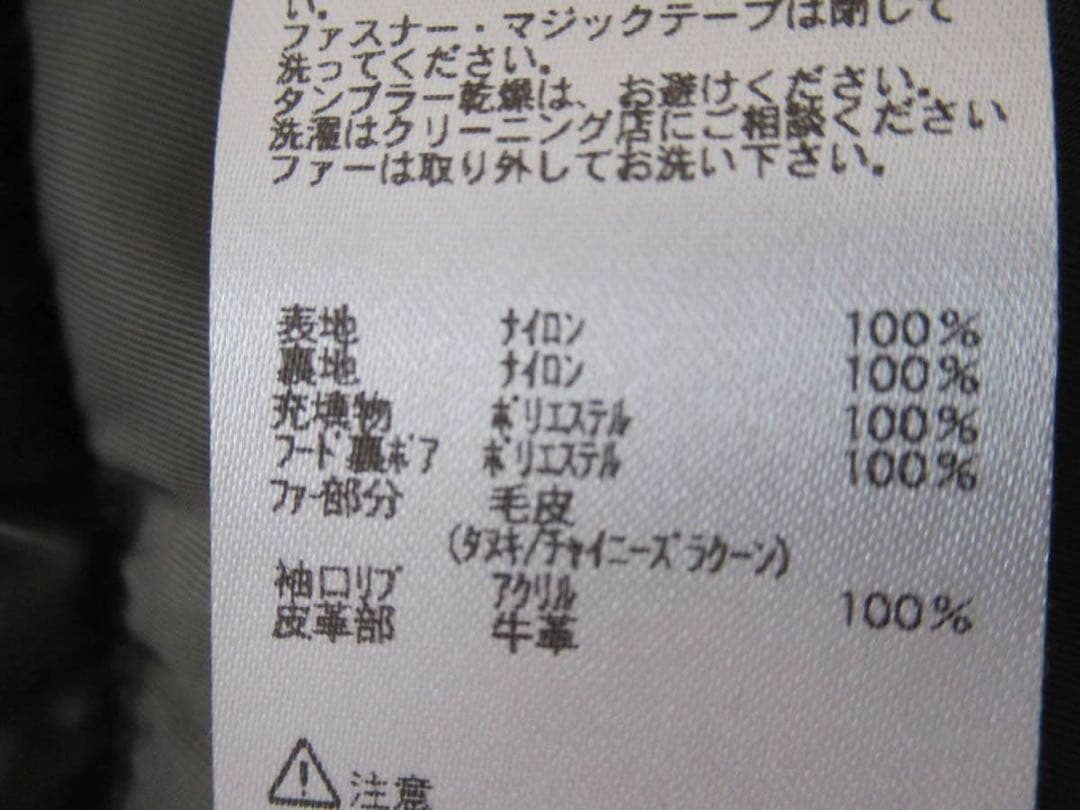 い。
ファスナー・マジックテープは閉じて
洗ってください。
タンブラー乾燥は、お避けください。
洗濯はクリーニング店にご相談ください
ファーは取り外してお洗い下さい。
表地 ナイロン 100%
裏地 ナイロン 100%
充填物 ポリエステル 100%
フード裏ボア ポリエステル 100%
ファー部分 毛皮
(タヌキ/チャイニーズラクーン)
袖口リブ アクリル 100%
皮革部 牛革
注意